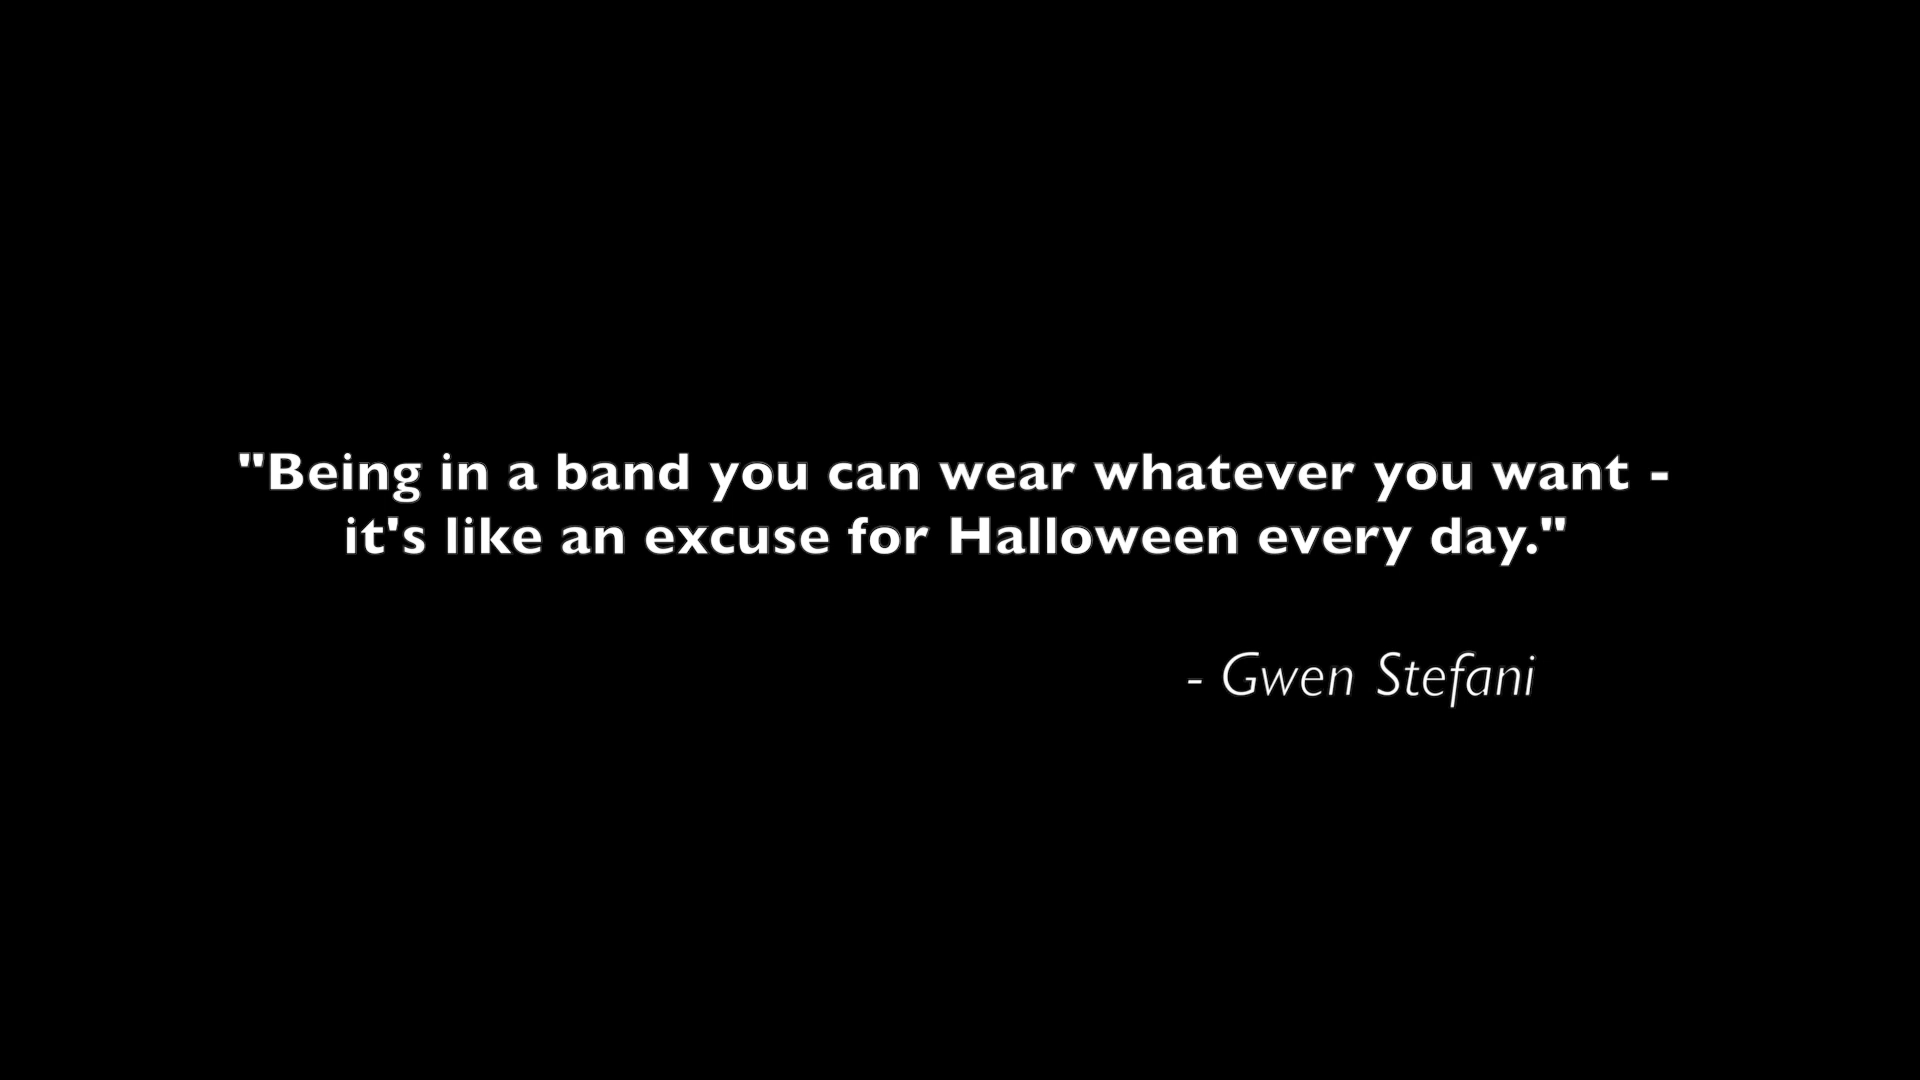 "Being in a band you can wear whatever you want -
it's like an excuse for Halloween every day."
- Gwen Stefani